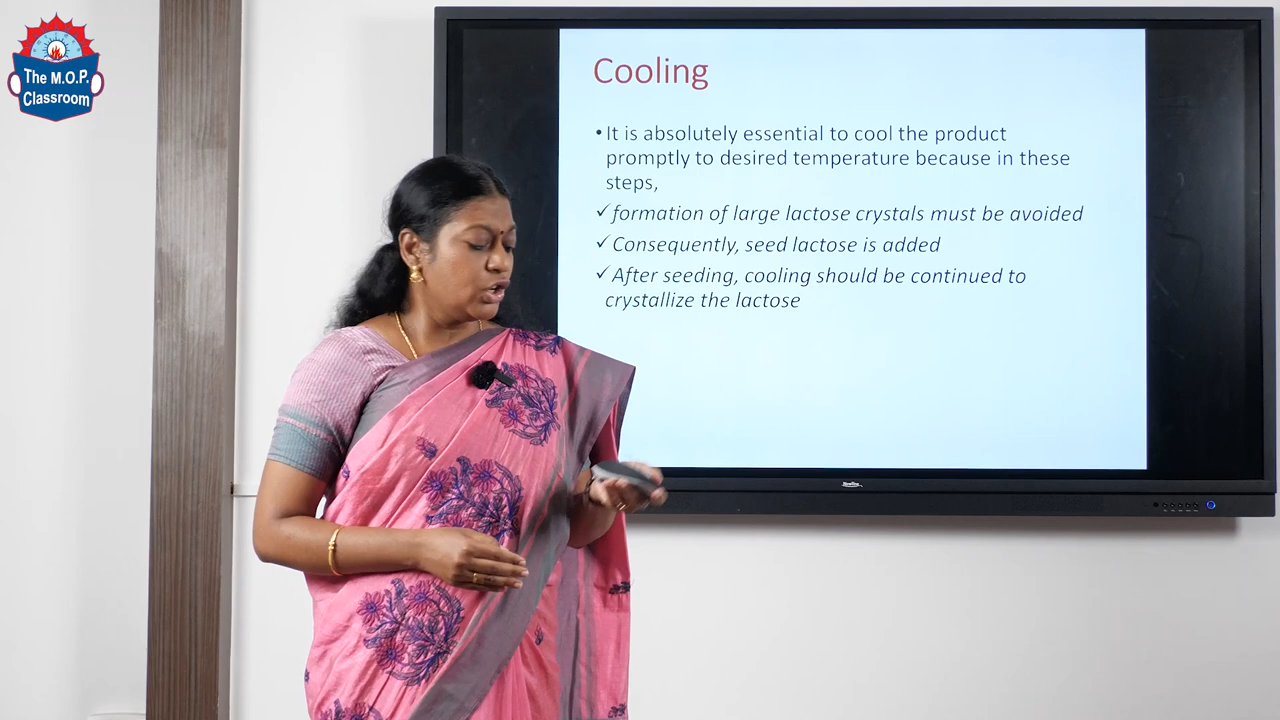 The M.O.P.
Classroom
Cooling
• It is absolutely essential to cool the product
promptly to desired temperature because in these
steps,
✓ formation of large lactose crystals must be avoided
✓ Consequently, seed lactose is added
✓ After seeding, cooling should be continued to
crystallize the lactose